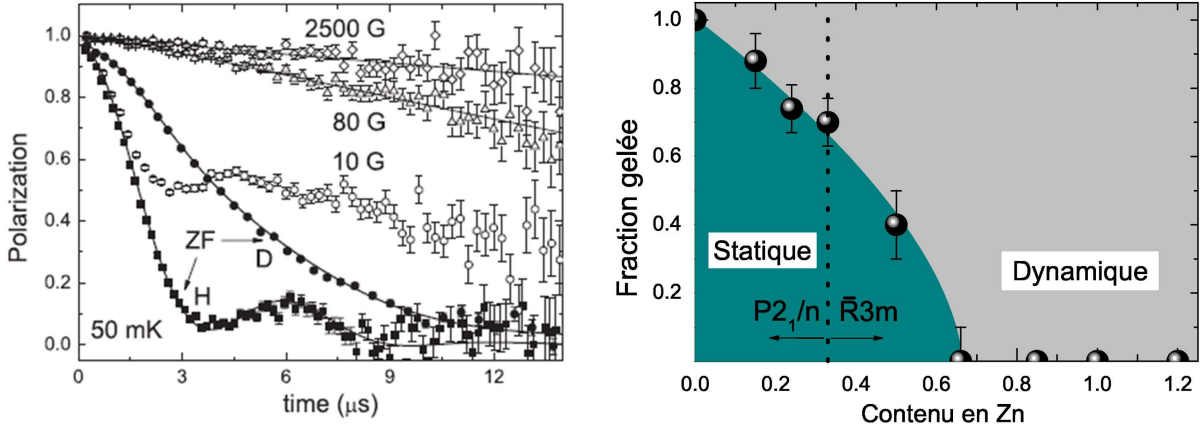 2500 G
80 G
10 G
ZF
D
H
50 mK
Polarization
1.0
0.8
0.6
0.4
0.2
0.0
0
3
6
9
12
time (μs)
Fraction gelée
1.0
0.8
0.6
0.4
0.2
Statique
Dynamique
P2₁/n
R̄3m
0.0
0.2
0.4
0.6
0.8
1.0
1.2
Contenu en Zn